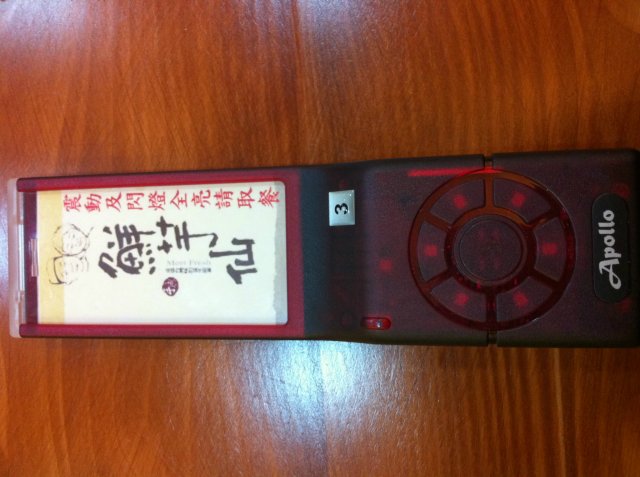 震動及閃燈全亮請取餐
鮮芋仙
Meet Fresh
3
Apollo